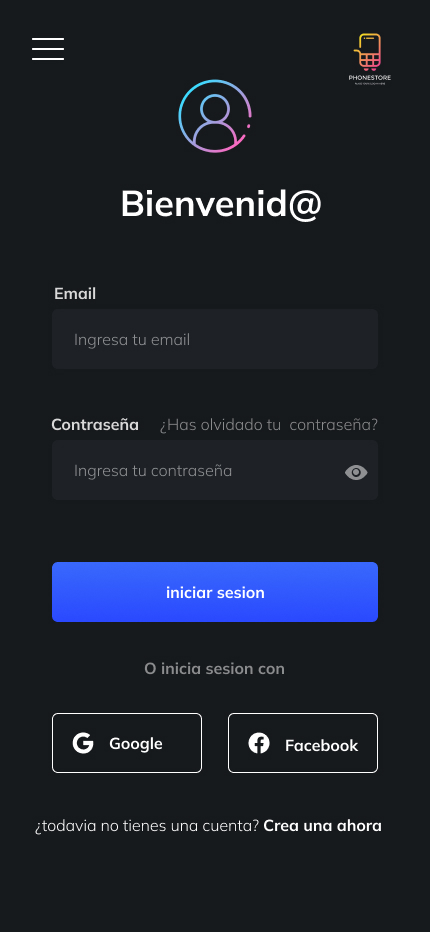 PHONESTORE
Bienvenid@
Email
Ingresa tu email
Contraseña ¿Has olvidado tu contraseña?
Ingresa tu contraseña
iniciar sesion
O inicia sesion con
Google Facebook
¿todavia no tienes una cuenta? Crea una ahora